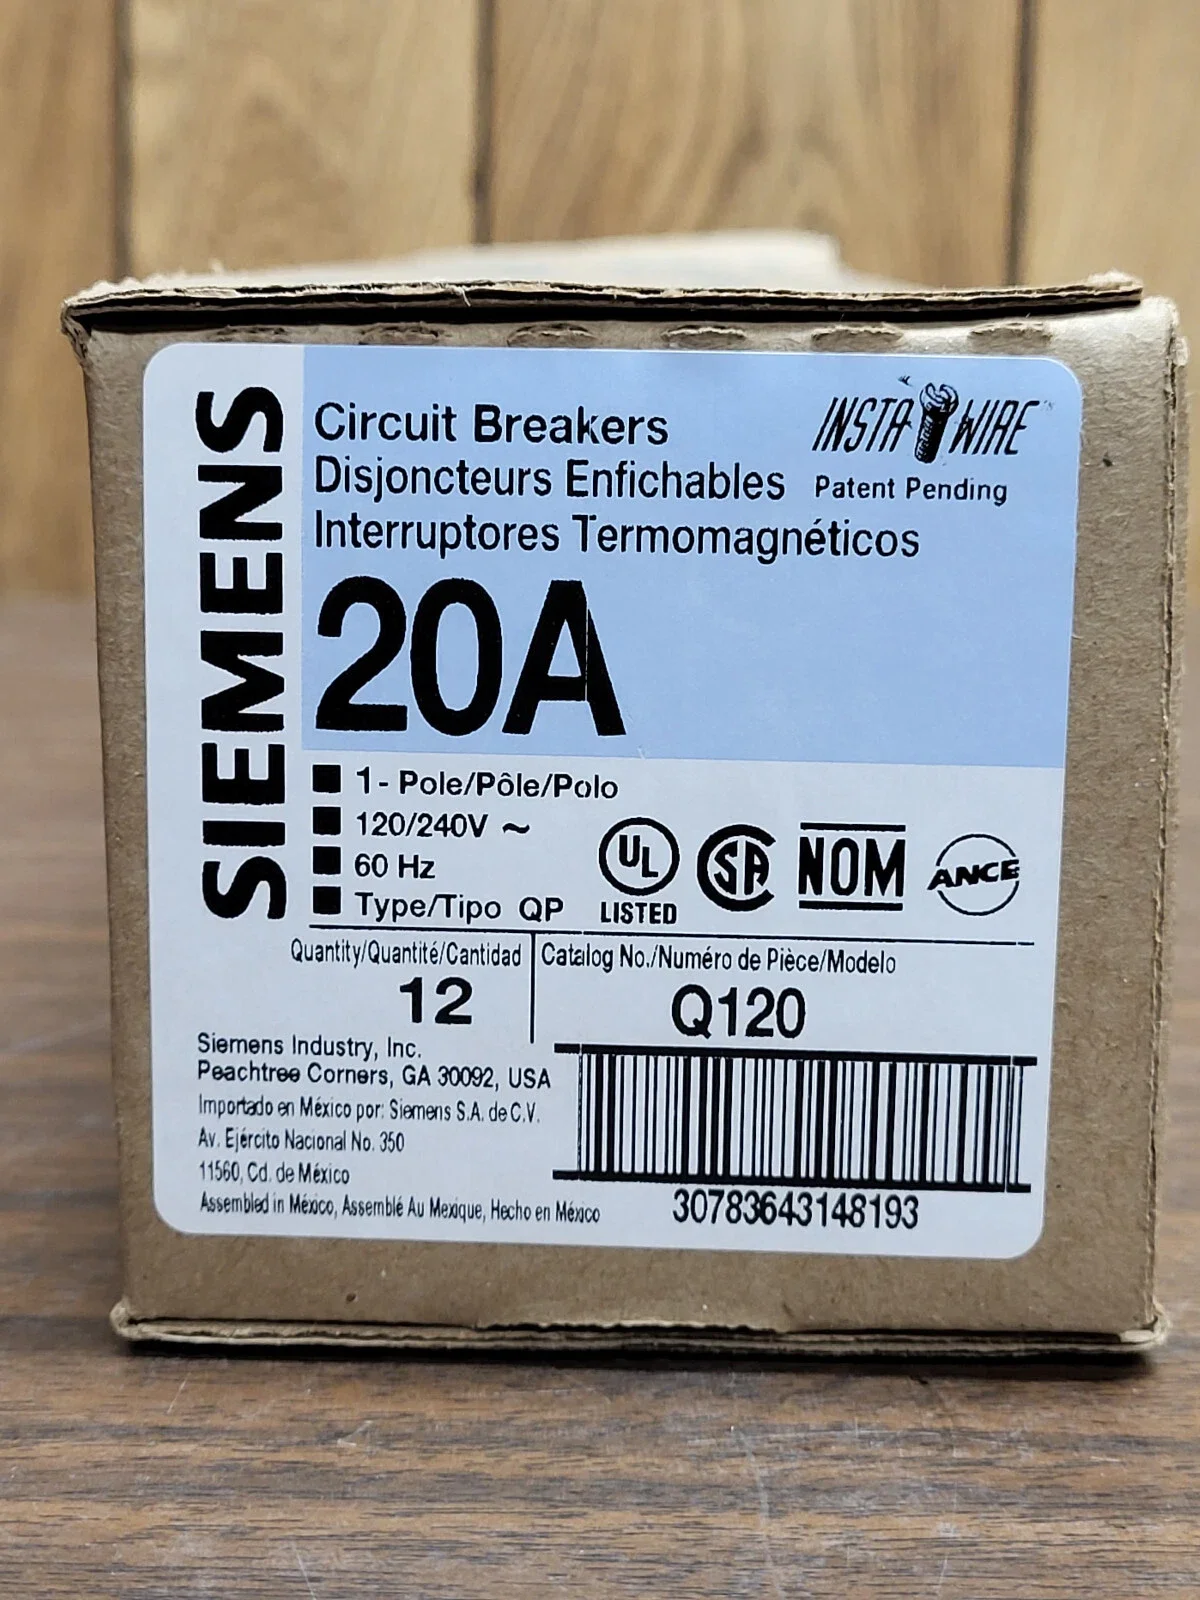 SIEMENS
Circuit Breakers
Disjoncteurs Enfichables
Interruptores Termomagnéticos
INSTA WIRE™
Patent Pending
20A
1- Pole/Pôle/Polo
120/240V ~
60 Hz
Type/Tipo QP
UL LISTED
SA
NOM
ANCE
Quantity/Quantité/Cantidad
12
Catalog No./Numéro de Pièce/Modelo
Q120
Siemens Industry, Inc.
Peachtree Corners, GA 30092, USA
Importado en México por: Siemens S.A. de C.V.
Av. Ejército Nacional No. 350
11560, Cd. de México
Assembled in México, Assemblé Au Mexique, Hecho en México
30783643148193